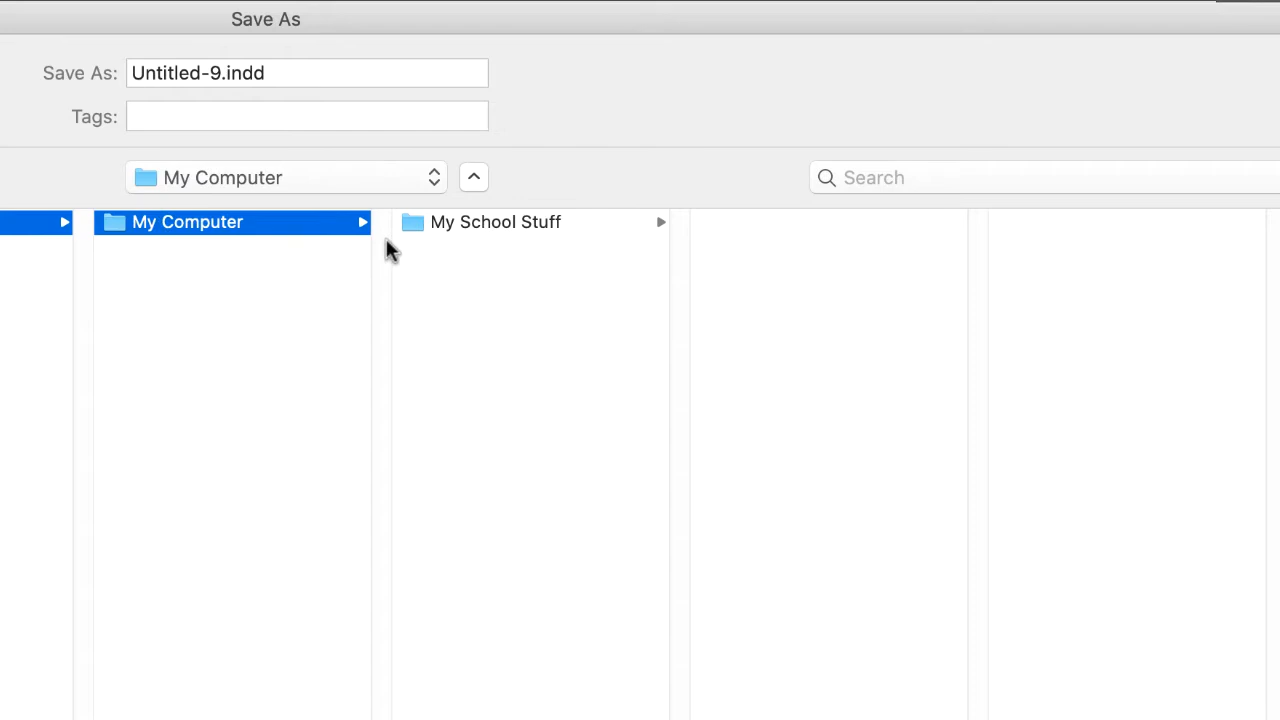 Save As
Save As: Untitled-9.indd
Tags:
My Computer
Search
My Computer
My School Stuff